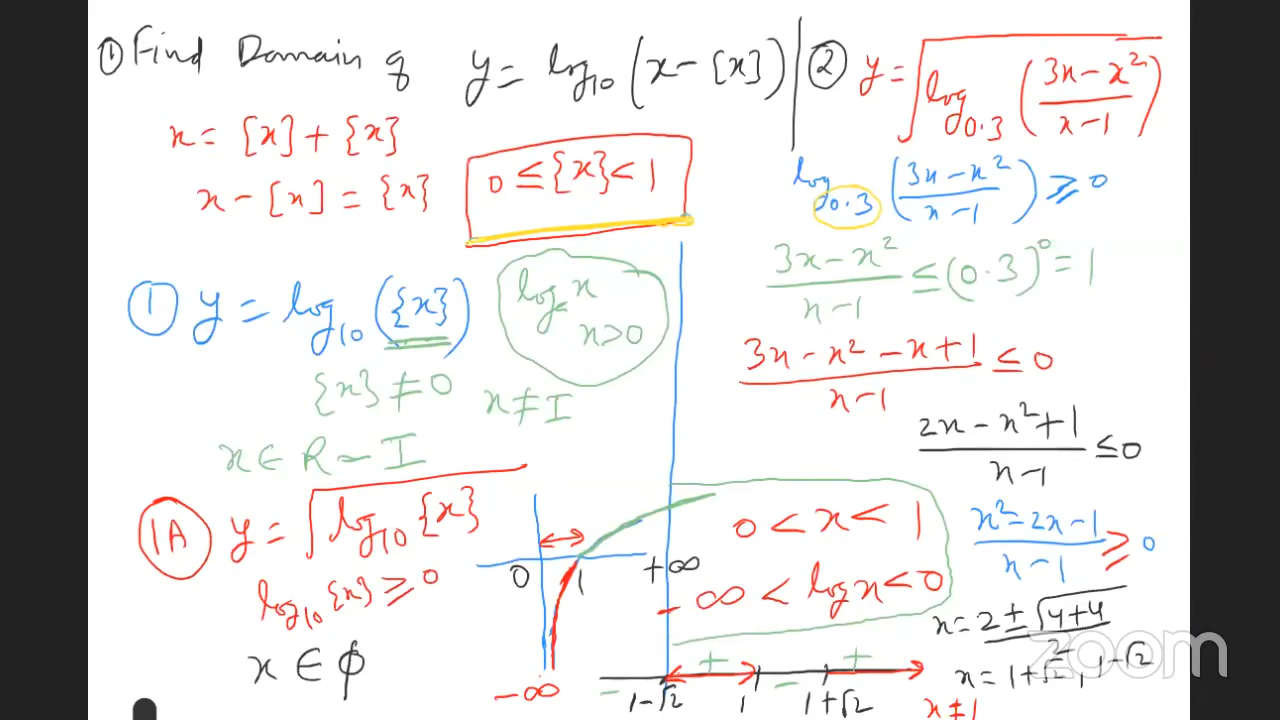 ① Find Domain of y = log₁₀(x - [x])
x = [x] + {x}
x - [x] = {x}
0 ≤ {x} < 1
① y = log₁₀({x})
logₑ x
x > 0
{x} ≠ 0
x ≠ I
x ∈ R - I
1A y = √(log₁₀ {x})
log₁₀ {x} ≥ 0
x ∈ ϕ
0 1 +∞
-∞
0 < x < 1
-∞ < log x < 0
② y = √(log₀.₃ ((3x - x²)/(x - 1)))
log₀.₃ ((3x - x²)/(x - 1)) ≥ 0
(3x - x²)/(x - 1) ≤ (0.3)⁰ = 1
(3x - x² - x + 1)/(x - 1) ≤ 0
(2x - x² + 1)/(x - 1) ≤ 0
(x² - 2x - 1)/(x - 1) ≥ 0
x = (2 ± √(4+4))/2
x = 1+√2, 1-√2
- + - +
1-√2 1 1+√2
x ≠ 1
zoom